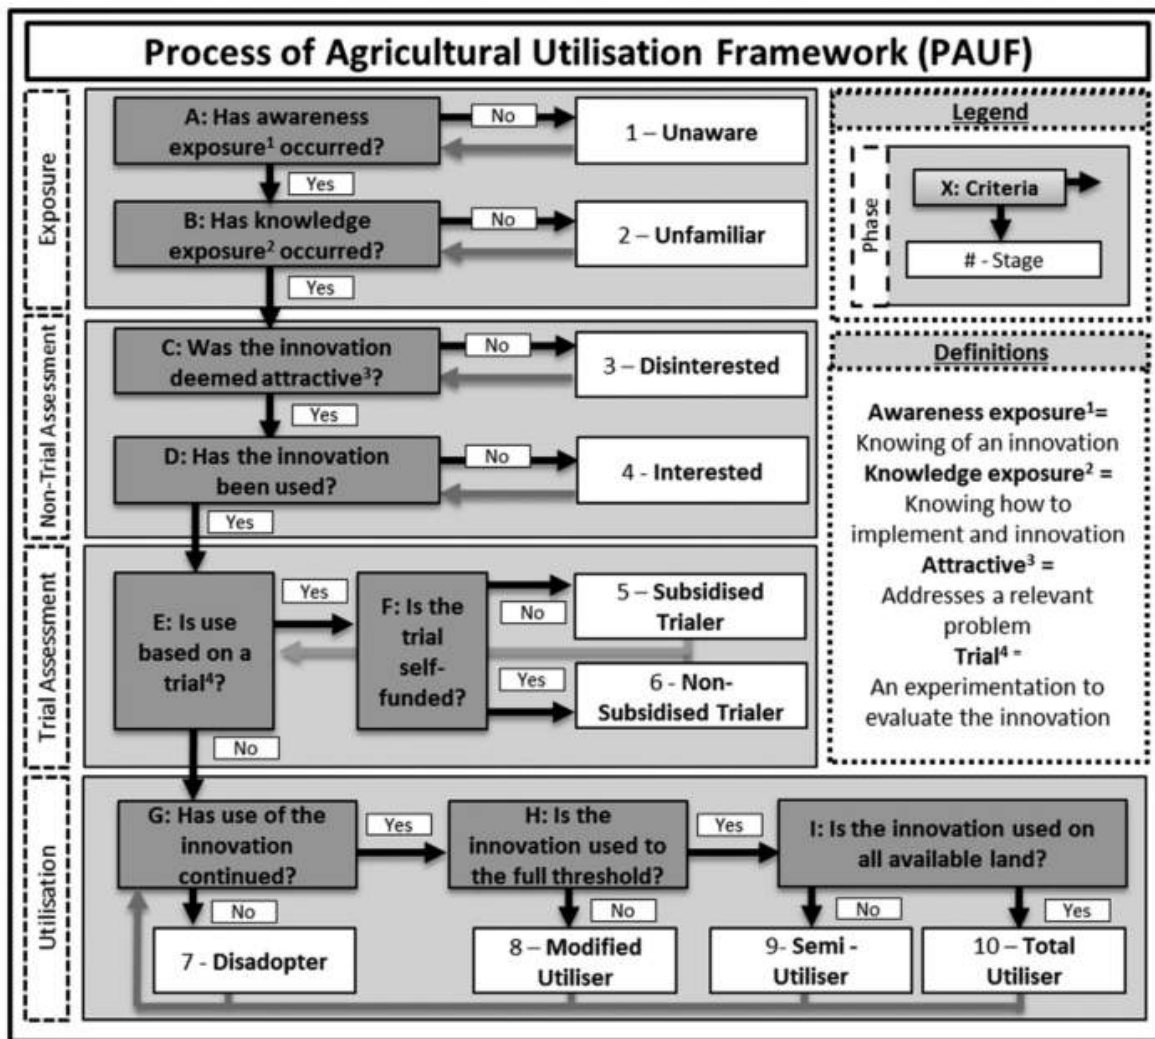 Process of Agricultural Utilisation Framework (PAUF)
Exposure
A: Has awareness
exposure¹ occurred?
No
1 – Unaware
Yes
B: Has knowledge
exposure² occurred?
No
2 – Unfamiliar
Yes
Non-Trial Assessment
C: Was the innovation
deemed attractive³?
No
3 – Disinterested
Yes
D: Has the innovation
been used?
No
4 - Interested
Yes
Trial Assessment
E: Is use
based on a
trial⁴?
Yes
F: Is the
trial
self-
funded?
No
5 – Subsidised
Trialer
Yes
6 - Non-
Subsidised Trialer
No
Utilisation
G: Has use of the
innovation
continued?
Yes
H: Is the
innovation used to
the full threshold?
Yes
I: Is the innovation used on
all available land?
No
7 - Disadopter
No
8 – Modified
Utiliser
No
9- Semi -
Utiliser
Yes
10 – Total
Utiliser
Legend
Phase
X: Criteria
# - Stage
Definitions
Awareness exposure¹=
Knowing of an innovation
Knowledge exposure² =
Knowing how to
implement and innovation
Attractive³ =
Addresses a relevant
problem
Trial⁴ =
An experimentation to
evaluate the innovation